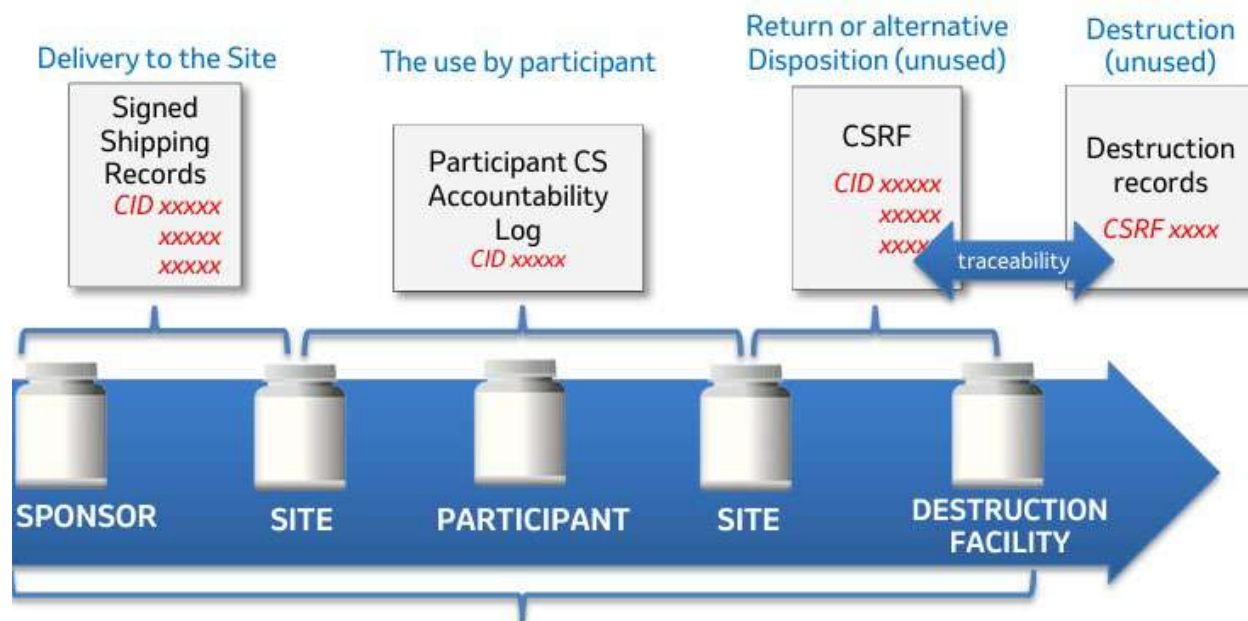 Delivery to the Site
Signed
Shipping
Records
CID xxxxx
xxxxx
xxxxx
The use by participant
Participant CS
Accountability
Log
CID xxxxx
Return or alternative
Disposition (unused)
CSRF
CID xxxxx
xxxxx
xxxxx
traceability
Destruction
(unused)
Destruction
records
CSRF xxxx
SPONSOR
SITE
PARTICIPANT
SITE
DESTRUCTION
FACILITY